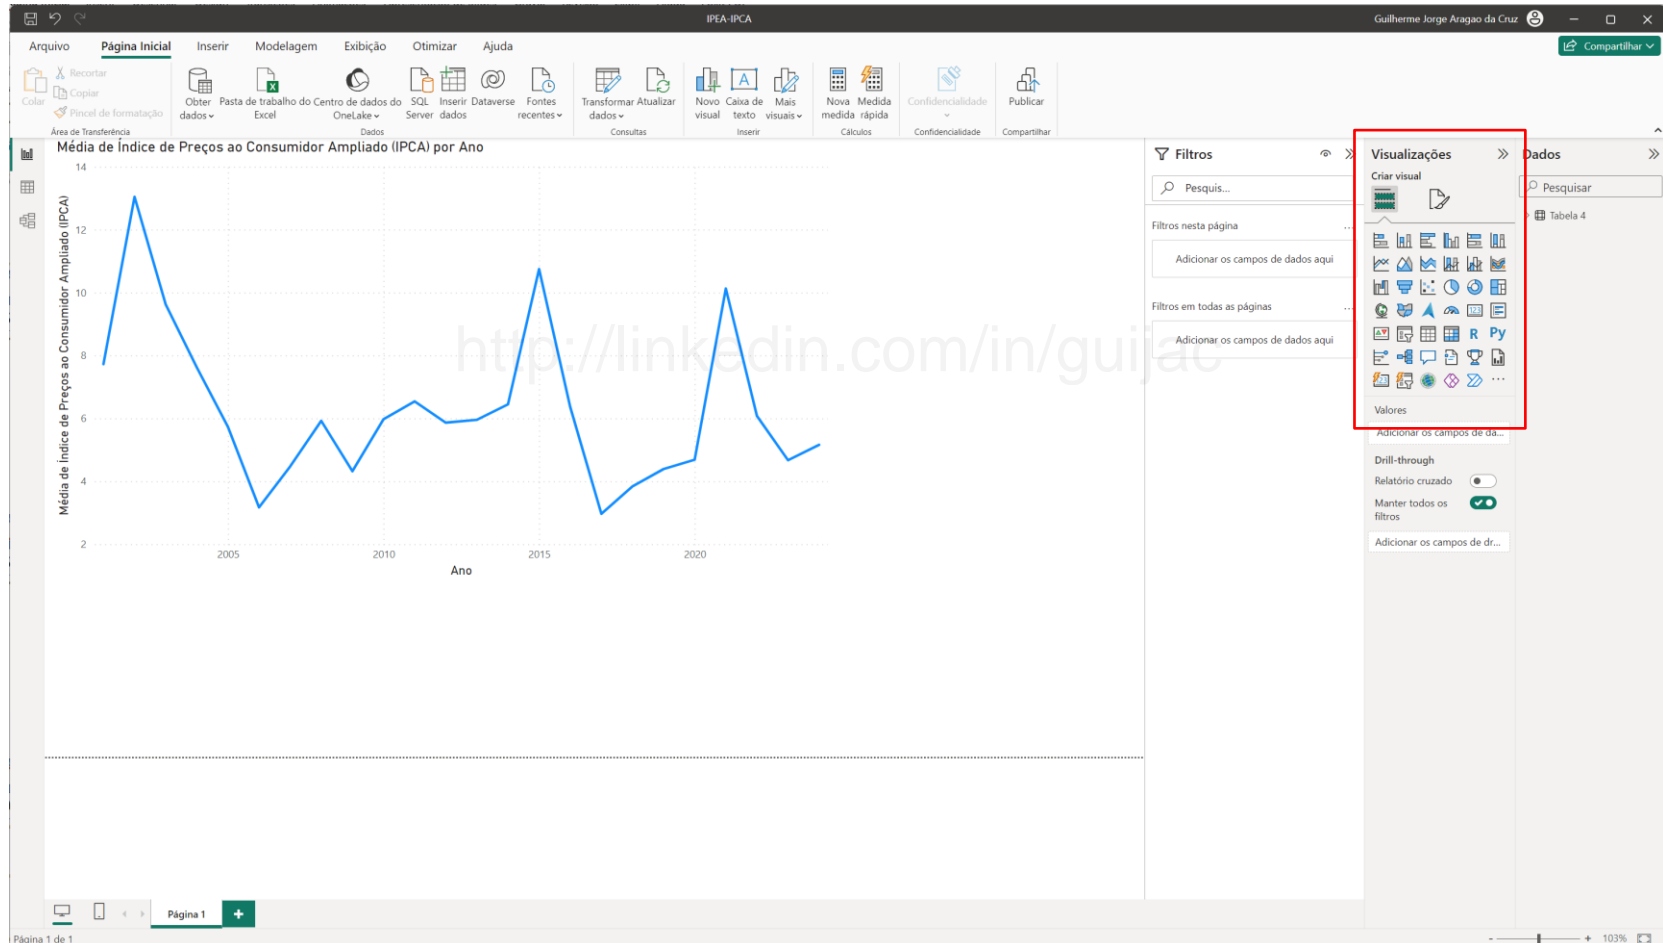 IPEA-IPCA
Guilherme Jorge Aragao da Cruz
Arquivo
Página Inicial
Inserir
Modelagem
Exibição
Otimizar
Ajuda
Compartilhar
Colar
Recortar
Copiar
Pincel de formatação
Área de Transferência
Obter
dados
Pasta de trabalho do
Excel
Centro de dados do
OneLake
SQL
Server
Inserir
dados
Dataverse
Fontes
recentes
Dados
Transformar
dados
Atualizar
Consultas
Novo
visual
Caixa de
texto
Mais
visuais
Inserir
Nova
medida
Medida
rápida
Cálculos
Confidencialidade
Confidencialidade
Publicar
Compartilhar
Média de Índice de Preços ao Consumidor Ampliado (IPCA) por Ano
Média de Índice de Preços ao Consumidor Ampliado (IPCA)
14
12
10
8
6
4
2
2005
2010
2015
2020
Ano
http://linkedin.com/in/guijac
Filtros
Pesquis...
Filtros nesta página
...
Adicionar os campos de dados aqui
Filtros em todas as páginas
...
Adicionar os campos de dados aqui
Visualizações
Criar visual
123
R
Py
...
Valores
Adicionar os campos de da...
Drill-through
Relatório cruzado
Manter todos os
filtros
Adicionar os campos de dr...
Dados
Pesquisar
Tabela 4
Página 1
Página 1 de 1
- + 103%